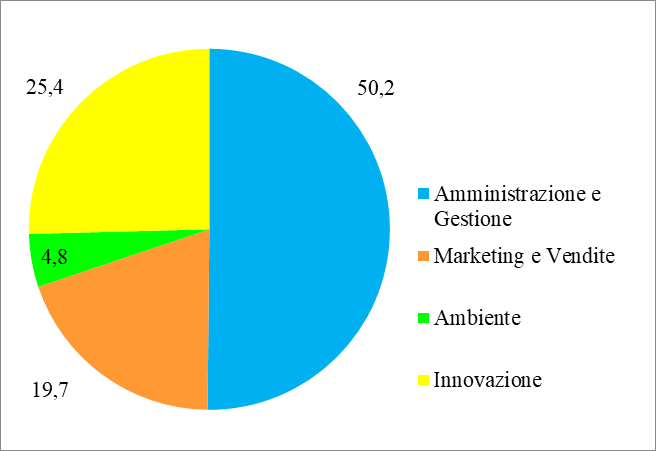 25,4
50,2
Amministrazione e
Gestione
Marketing e Vendite
4,8
Ambiente
Innovazione
19,7